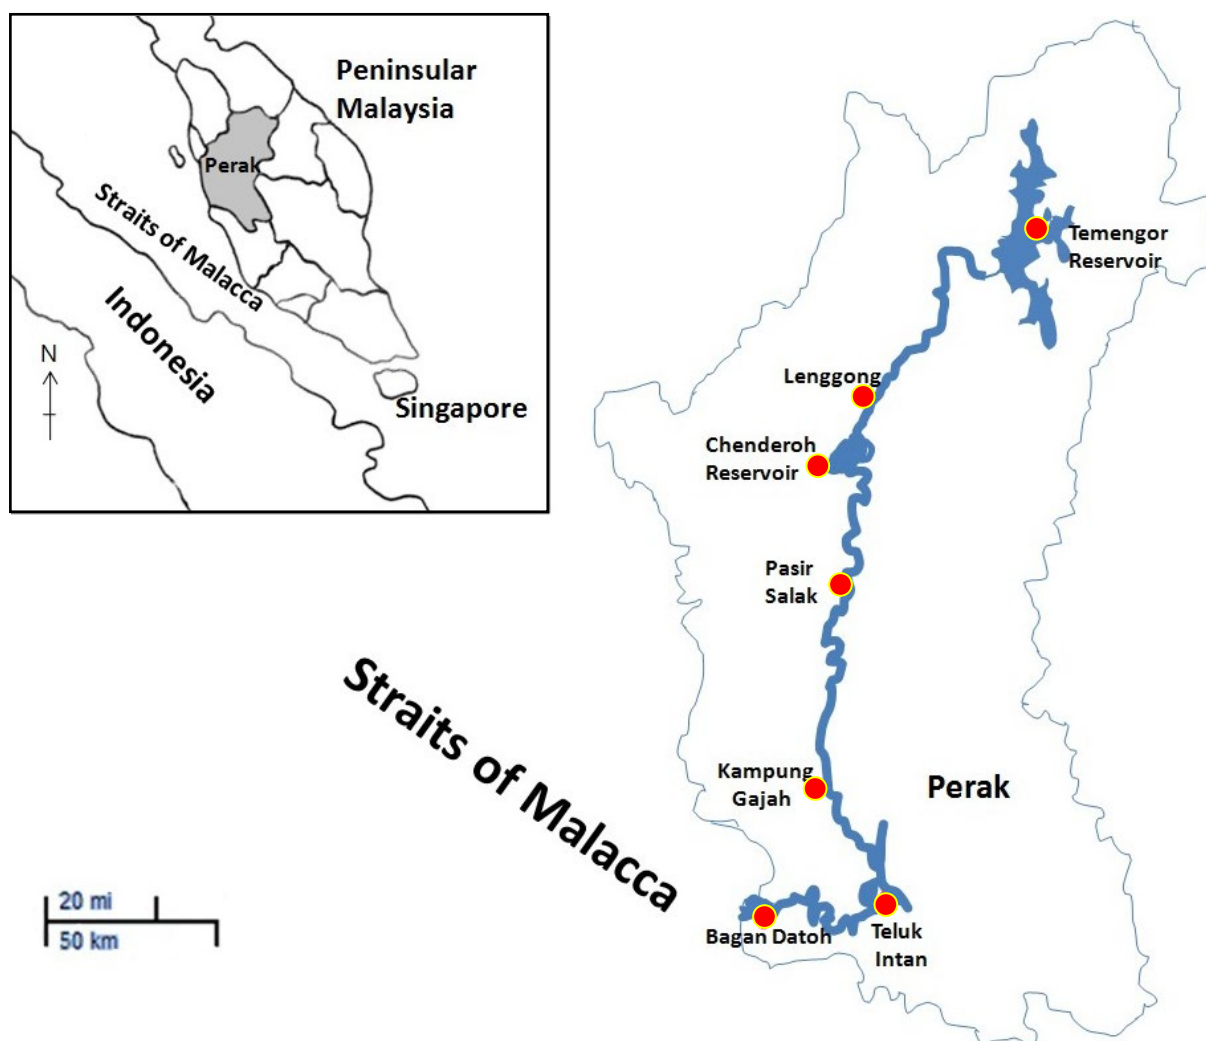 Peninsular
Malaysia
Perak
Straits of Malacca
Indonesia
N
Singapore
Temengor
Reservoir
Lenggong
Chenderoh
Reservoir
Pasir
Salak
Straits of Malacca
Kampung
Gajah
Perak
20 mi
50 km
Bagan Datoh
Teluk
Intan